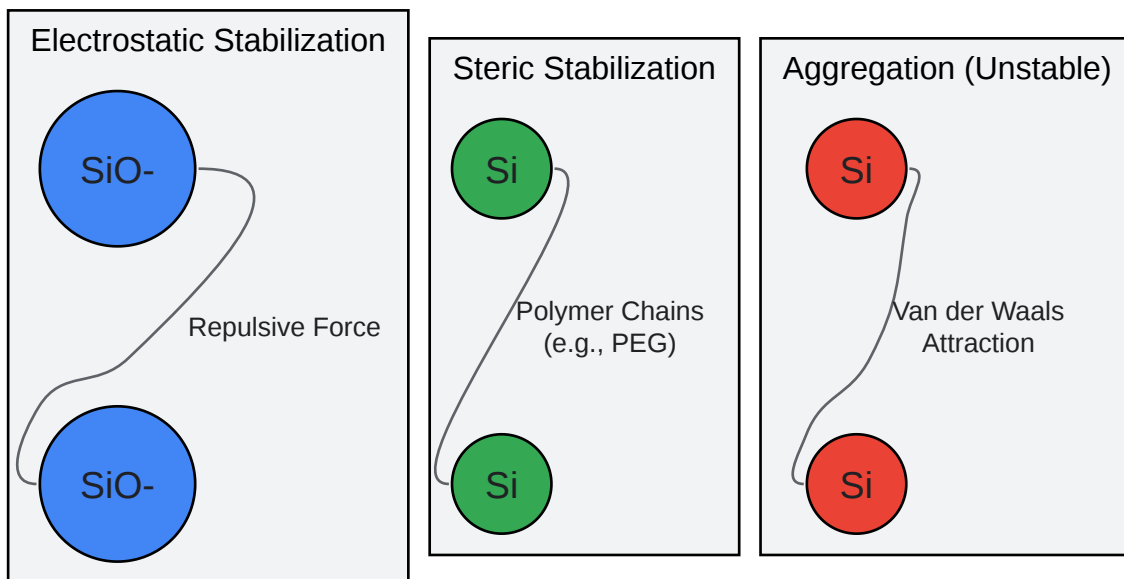 Electrostatic Stabilization
SiO-
Repulsive Force
SiO-
Steric Stabilization
Si
Polymer Chains
(e.g., PEG)
Si
Aggregation (Unstable)
Si
Van der Waals
Attraction
Si